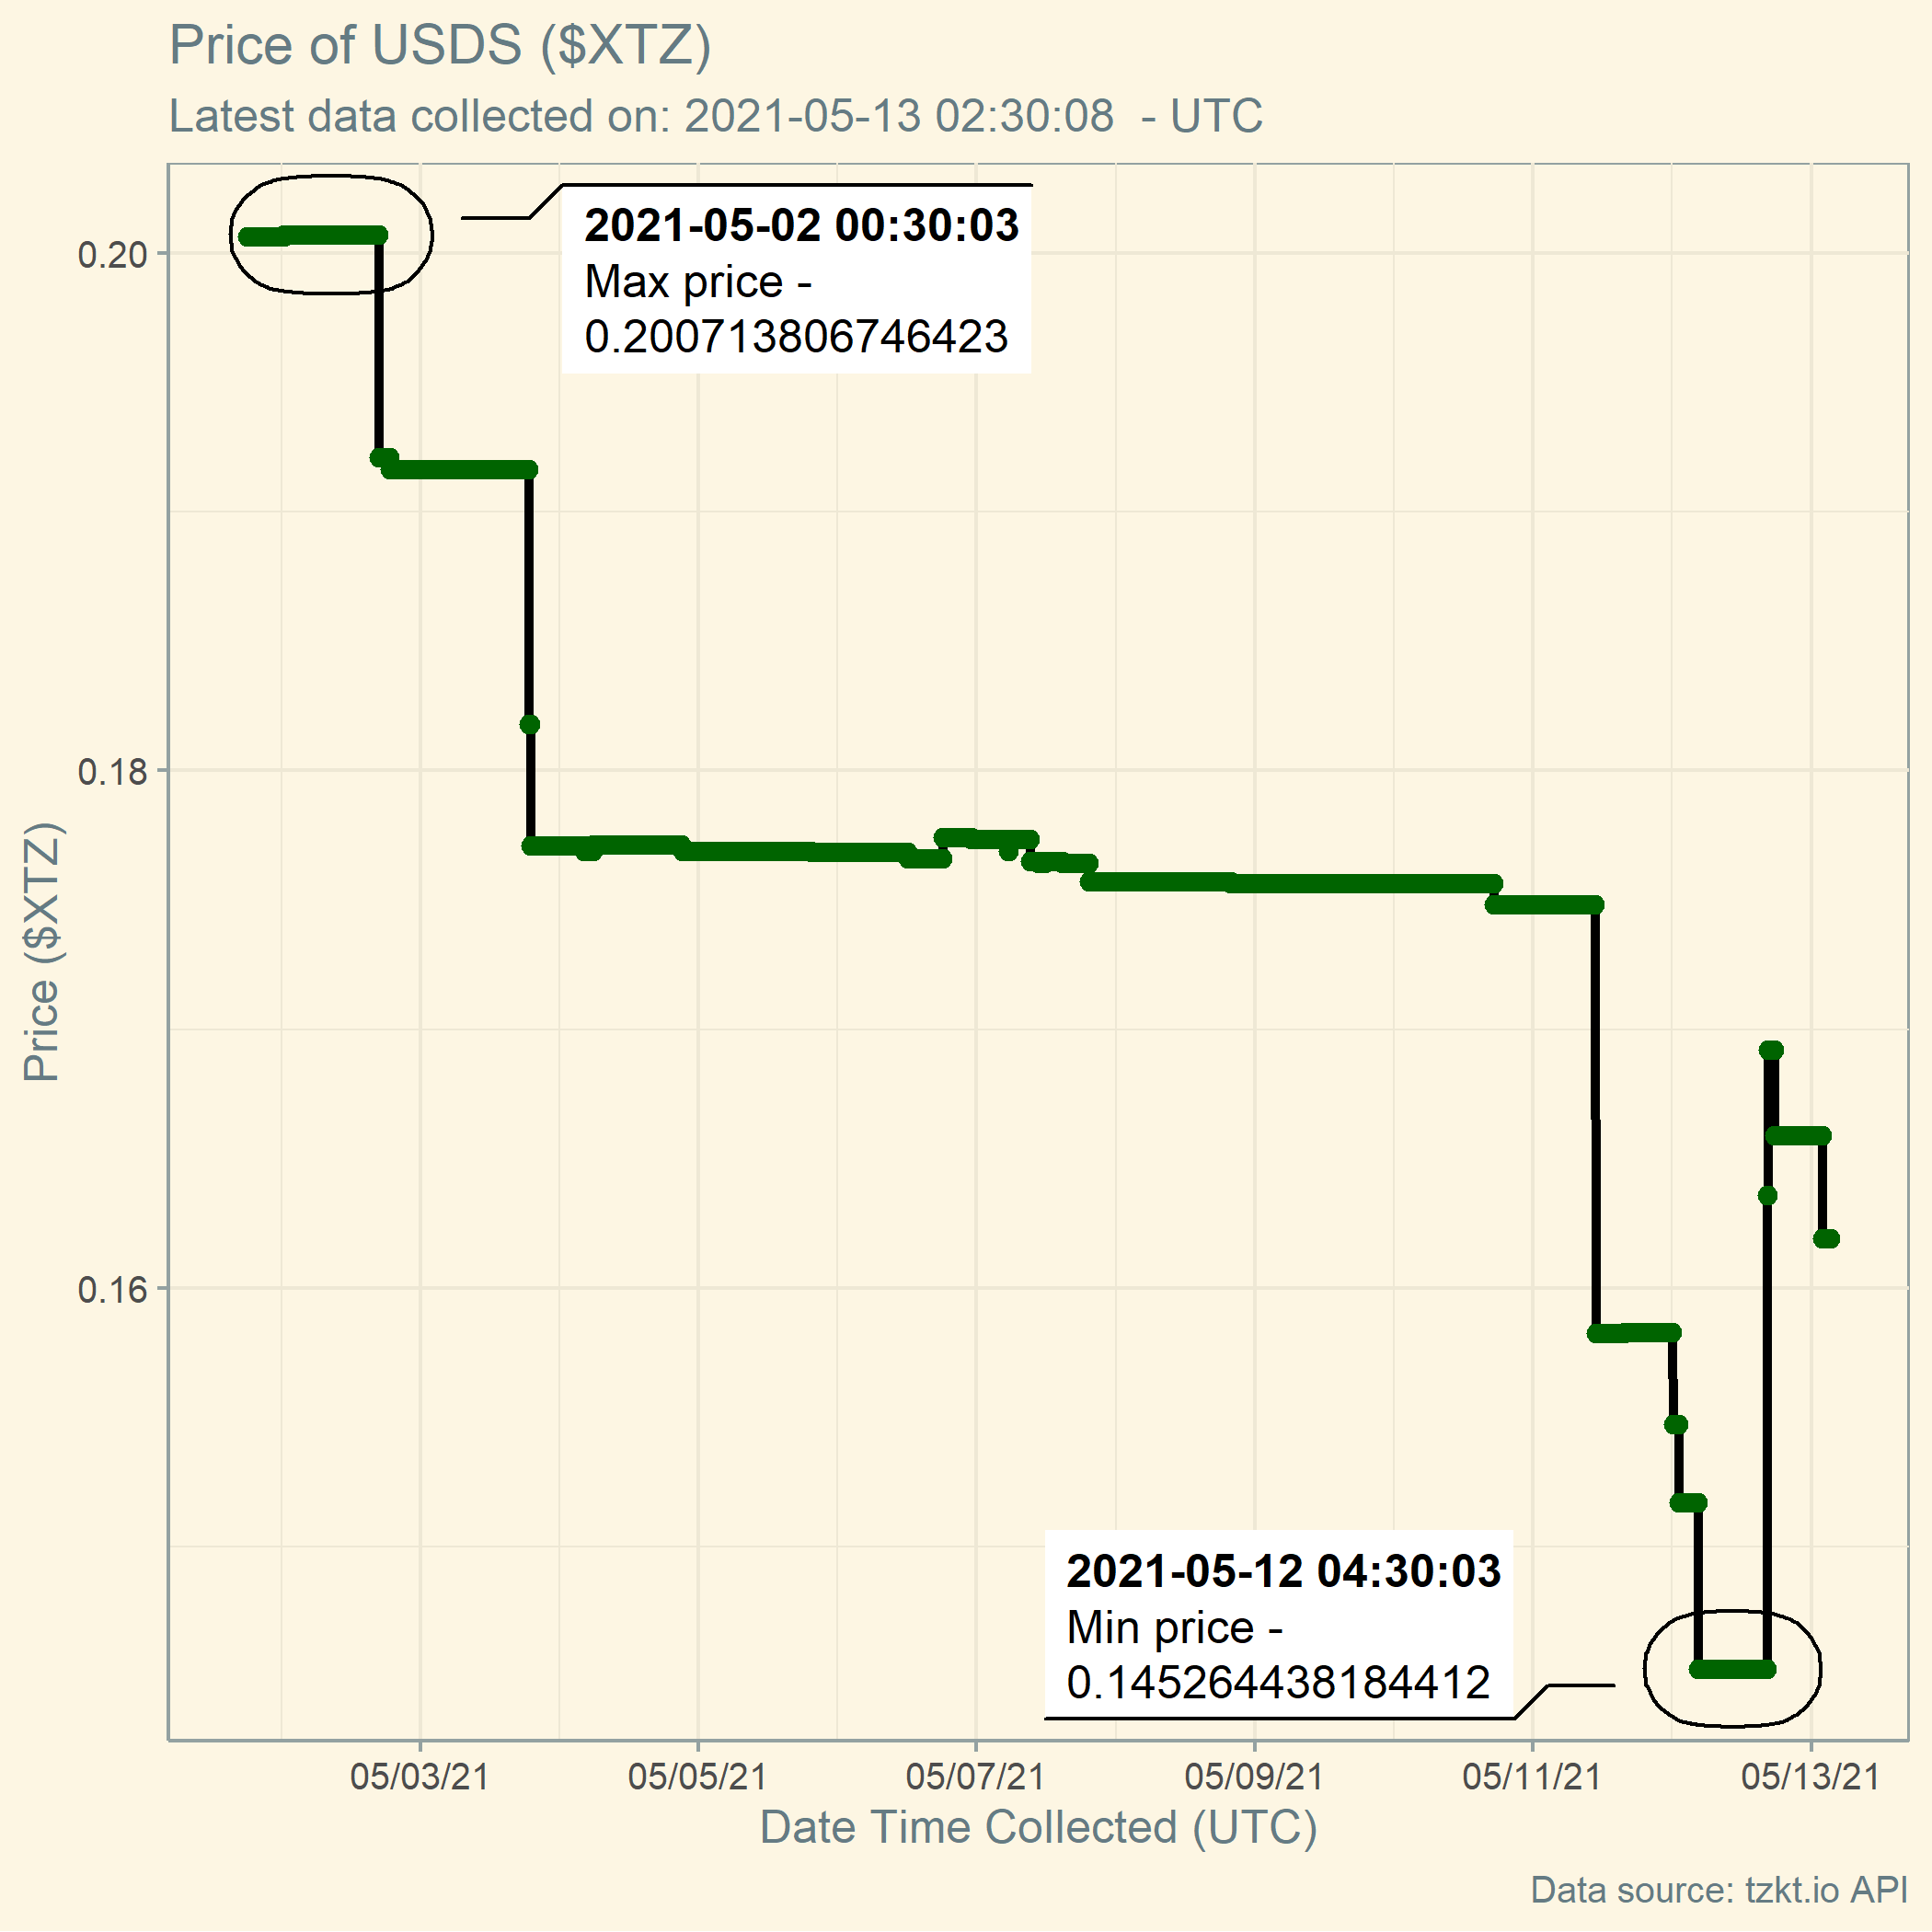 Price of USDS ($XTZ)
Latest data collected on: 2021-05-13 02:30:08  - UTC
2021-05-02 00:30:03
Max price -
0.200713806746423
0.20
0.18
0.16
Price ($XTZ)
2021-05-12 04:30:03
Min price -
0.145264438184412
05/03/21
05/05/21
05/07/21
05/09/21
05/11/21
05/13/21
Date Time Collected (UTC)
Data source: tzkt.io API